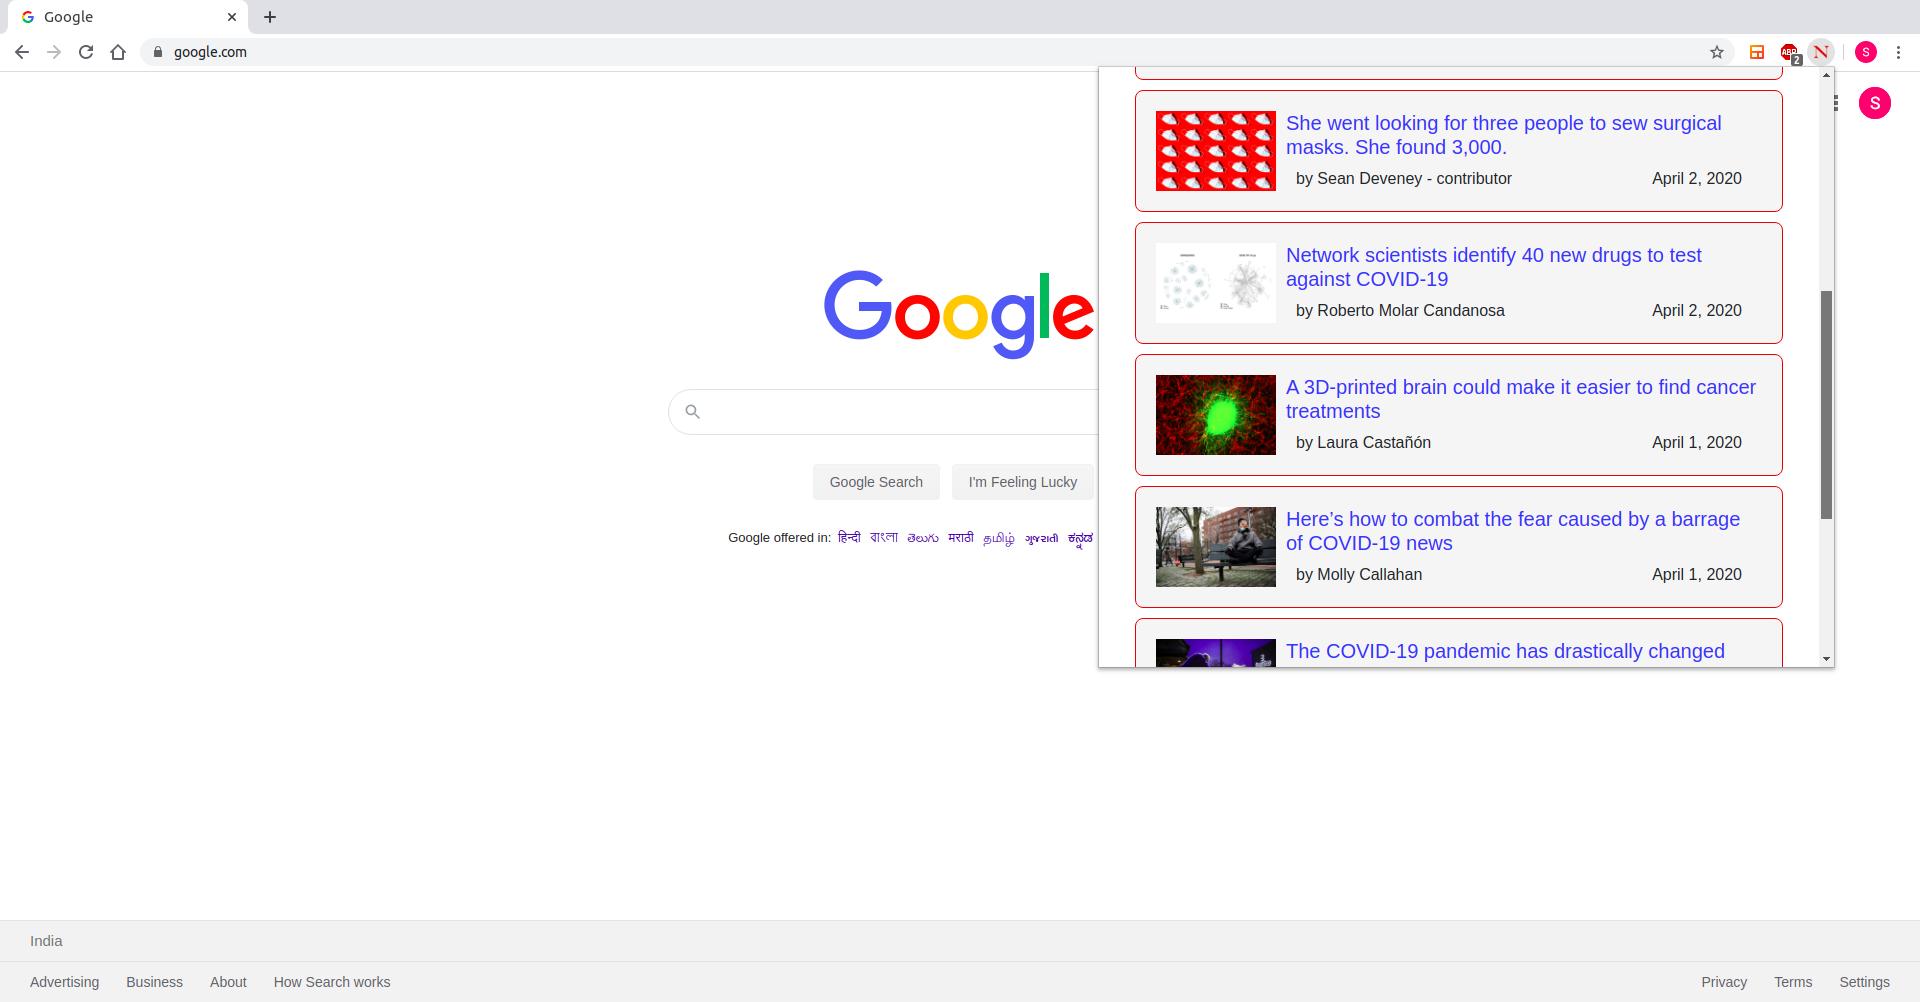 Google
google.com
ABP
2
N
S
S
She went looking for three people to sew surgical
masks. She found 3,000.
by Sean Deveney - contributor
April 2, 2020
Network scientists identify 40 new drugs to test
against COVID-19
by Roberto Molar Candanosa
April 2, 2020
A 3D-printed brain could make it easier to find cancer
treatments
by Laura Castañón
April 1, 2020
Here’s how to combat the fear caused by a barrage
of COVID-19 news
by Molly Callahan
April 1, 2020
The COVID-19 pandemic has drastically changed
Google
Google Search
I'm Feeling Lucky
Google offered in: हिन्दी বাংলা తెలుగు मराठी தமிழ் ગુજરાતી ಕನ್ನಡ
India
Advertising Business About How Search works
Privacy Terms Settings